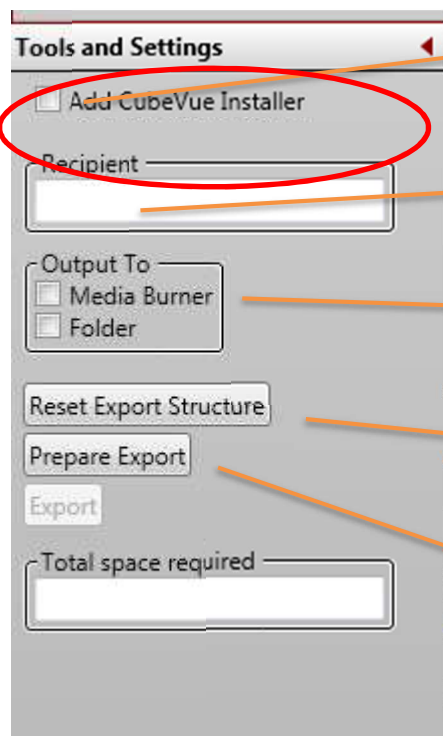 Tools and Settings
Add CubeVue Installer
Recipient
Output To
Media Burner
Folder
Reset Export Structure
Prepare Export
Export
Total space required